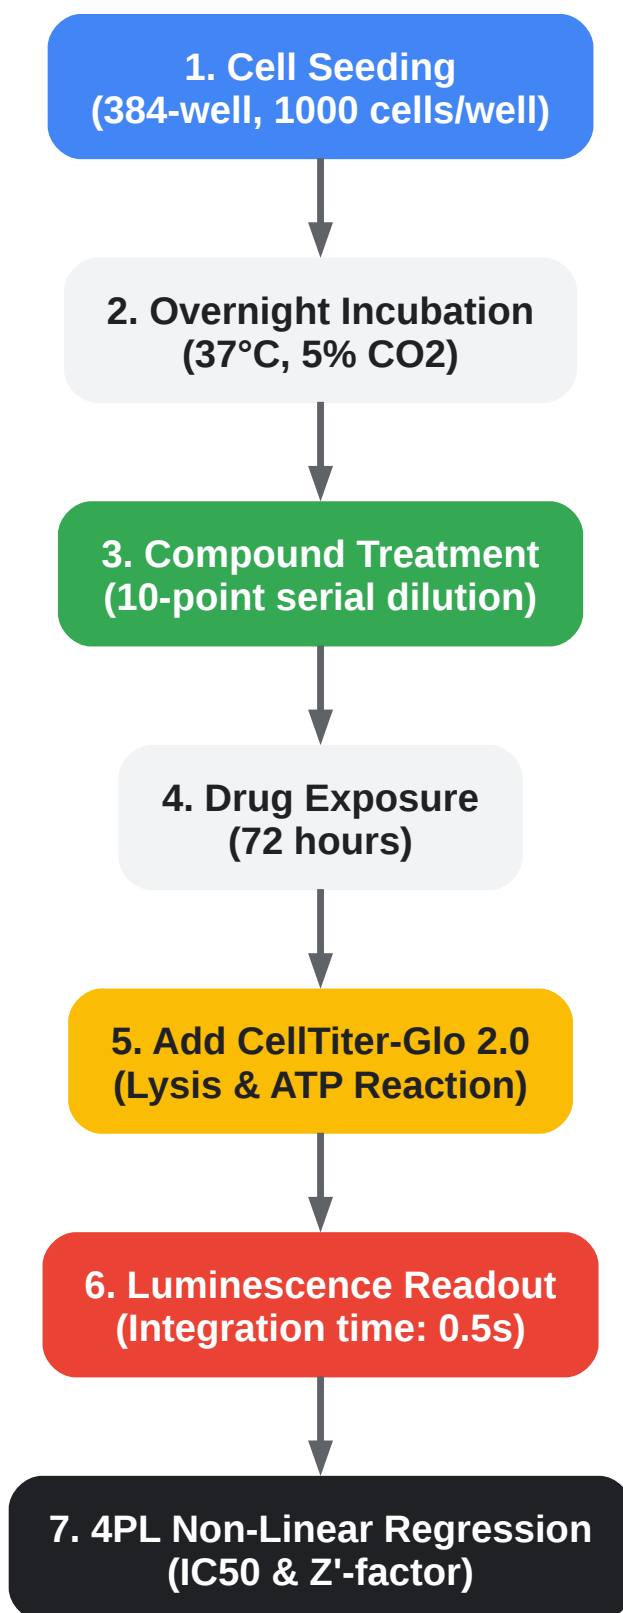 1. Cell Seeding
(384-well, 1000 cells/well)
2. Overnight Incubation
(37°C, 5% CO2)
3. Compound Treatment
(10-point serial dilution)
4. Drug Exposure
(72 hours)
5. Add CellTiter-Glo 2.0
(Lysis & ATP Reaction)
6. Luminescence Readout
(Integration time: 0.5s)
7. 4PL Non-Linear Regression
(IC50 & Z'-factor)